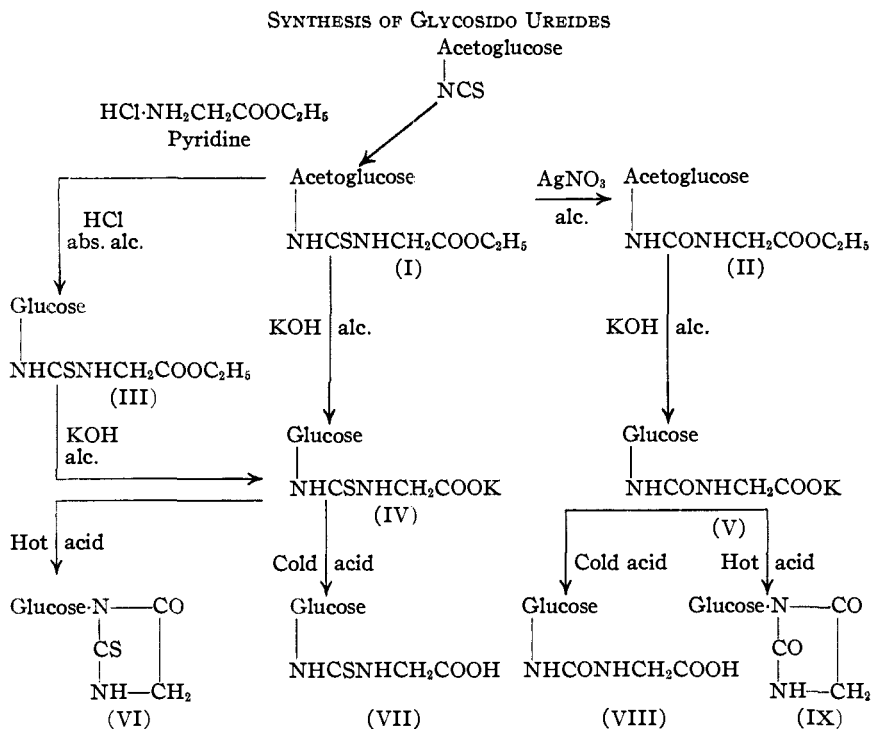 SYNTHESIS OF GLYCOSIDO UREIDES
Acetoglucose
NCS
HCl·NH₂CH₂COOC₂H₅
Pyridine
Acetoglucose
NHCSNHCH₂COOC₂H₅
(I)
AgNO₃
alc.
Acetoglucose
NHCONHCH₂COOC₂H₅
(II)
HCl
abs. alc.
Glucose
NHCSNHCH₂COOC₂H₅
(III)
KOH alc.
KOH alc.
KOH
alc.
Glucose
NHCSNHCH₂COOK
(IV)
Glucose
NHCONHCH₂COOK
(V)
Hot acid
Cold acid
Cold acid
Hot acid
Glucose·N—CO
CS
NH—CH₂
(VI)
Glucose
NHCSNHCH₂COOH
(VII)
Glucose
NHCONHCH₂COOH
(VIII)
Glucose·N—CO
CO
NH—CH₂
(IX)